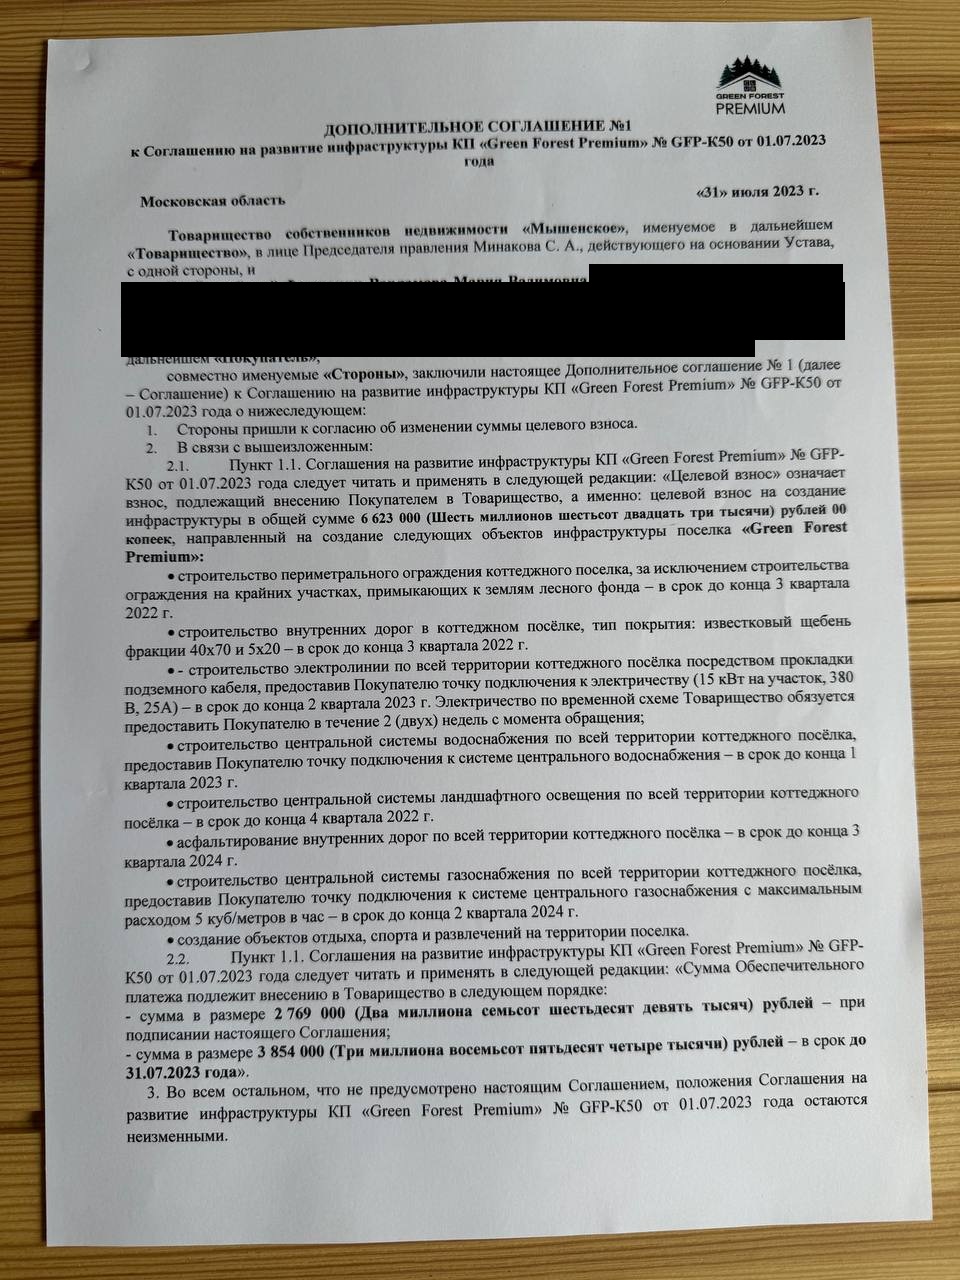 GREEN FOREST
PREMIUM
ДОПОЛНИТЕЛЬНОЕ СОГЛАШЕНИЕ №1
к Соглашению на развитие инфраструктуры КП «Green Forest Premium» № GFP-К50 от 01.07.2023
года
Московская область
«31» июля 2023 г.
Товарищество собственников недвижимости «Мышенское», именуемое в дальнейшем
«Товарищество», в лице Председателя правления Минакова С. А., действующего на основании Устава,
с одной стороны, и
дальнейшем «Покупатель»,
совместно именуемые «Стороны», заключили настоящее Дополнительное соглашение № 1 (далее
– Соглашение) к Соглашению на развитие инфраструктуры КП «Green Forest Premium» № GFP-К50 от
01.07.2023 года о нижеследующем:
1. Стороны пришли к согласию об изменении суммы целевого взноса.
2. В связи с вышеизложенным:
2.1. Пункт 1.1. Соглашения на развитие инфраструктуры КП «Green Forest Premium» № GFP-
К50 от 01.07.2023 года следует читать и применять в следующей редакции: «Целевой взнос» означает
взнос, подлежащий внесению Покупателем в Товарищество, а именно: целевой взнос на создание
инфраструктуры в общей сумме 6 623 000 (Шесть миллионов шестьсот двадцать три тысячи) рублей 00
копеек, направленный на создание следующих объектов инфраструктуры поселка «Green Forest
Premium»:
• строительство периметрального ограждения коттеджного поселка, за исключением строительства
ограждения на крайних участках, примыкающих к землям лесного фонда – в срок до конца 3 квартала
2022 г.
• строительство внутренних дорог в коттеджном посёлке, тип покрытия: известковый щебень
фракции 40х70 и 5х20 – в срок до конца 3 квартала 2022 г.
• - строительство электролинии по всей территории коттеджного посёлка посредством прокладки
подземного кабеля, предоставив Покупателю точку подключения к электричеству (15 кВт на участок, 380
В, 25А) – в срок до конца 2 квартала 2023 г. Электричество по временной схеме Товарищество обязуется
предоставить Покупателю в течение 2 (двух) недель с момента обращения;
• строительство центральной системы водоснабжения по всей территории коттеджного посёлка,
предоставив Покупателю точку подключения к системе центрального водоснабжения – в срок до конца 1
квартала 2023 г.
• строительство центральной системы ландшафтного освещения по всей территории коттеджного
посёлка – в срок до конца 4 квартала 2022 г.
• асфальтирование внутренних дорог по всей территории коттеджного посёлка – в срок до конца 3
квартала 2024 г.
• строительство центральной системы газоснабжения по всей территории коттеджного посёлка,
предоставив Покупателю точку подключения к системе центрального газоснабжения с максимальным
расходом 5 куб/метров в час – в срок до конца 2 квартала 2024 г.
• создание объектов отдыха, спорта и развлечений на территории поселка.
2.2. Пункт 1.1. Соглашения на развитие инфраструктуры КП «Green Forest Premium» № GFP-
К50 от 01.07.2023 года следует читать и применять в следующей редакции: «Сумма Обеспечительного
платежа подлежит внесению в Товарищество в следующем порядке:
- сумма в размере 2 769 000 (Два миллиона семьсот шестьдесят девять тысяч) рублей – при
подписании настоящего Соглашения;
- сумма в размере 3 854 000 (Три миллиона восемьсот пятьдесят четыре тысячи) рублей – в срок до
31.07.2023 года».
3. Во всем остальном, что не предусмотрено настоящим Соглашением, положения Соглашения на
развитие инфраструктуры КП «Green Forest Premium» № GFP-К50 от 01.07.2023 года остаются
неизменными.